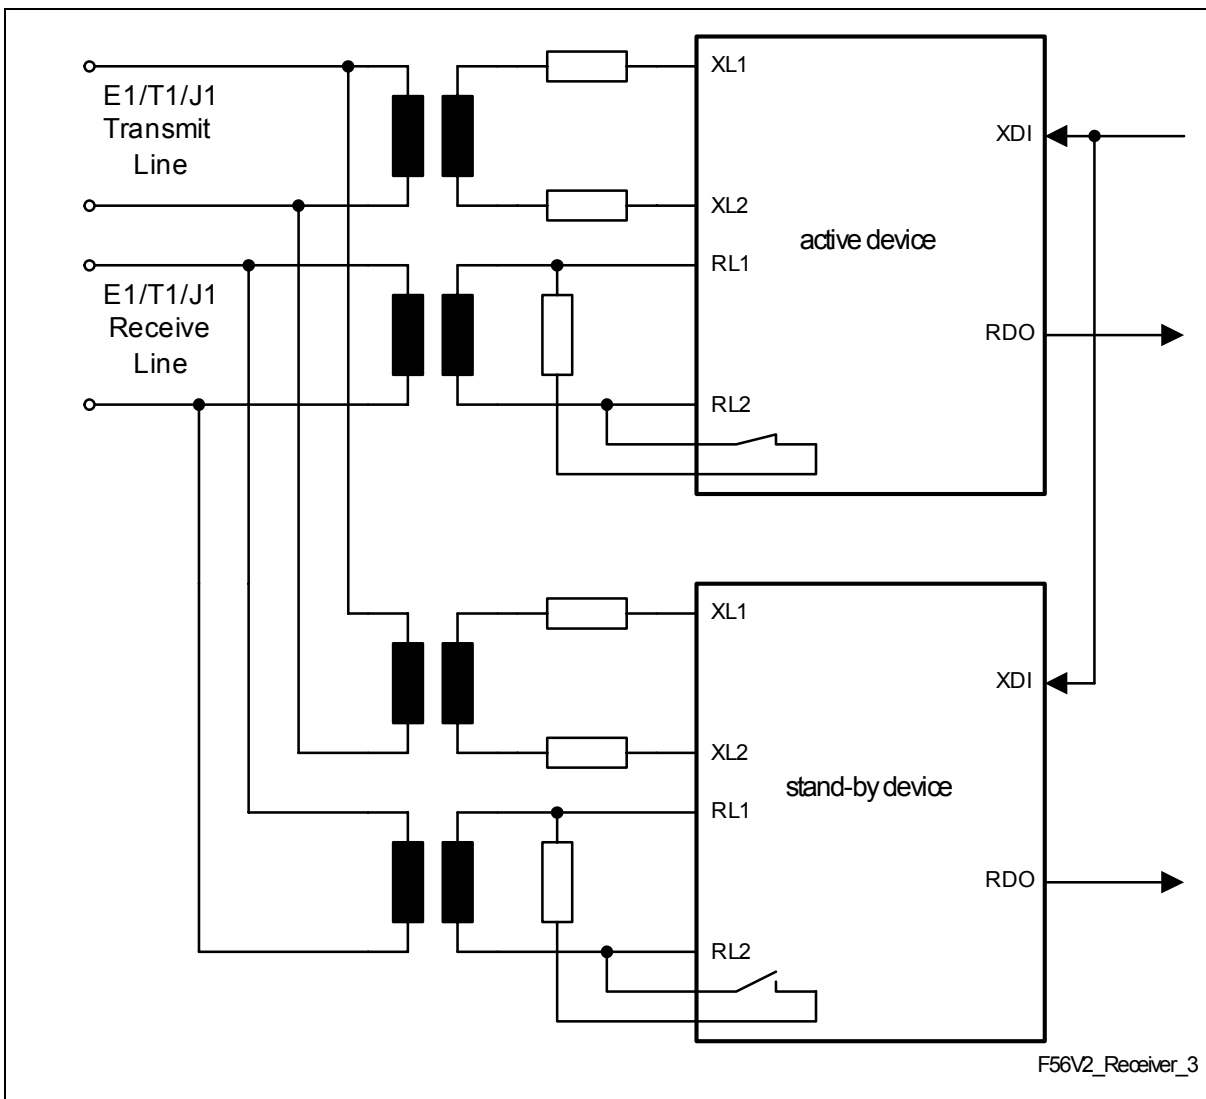 E1/T1/J1
Transmit
Line
XL1
XDI
XL2
active device
RL1
E1/T1/J1
Receive
Line
RDO
RL2
XL1
XDI
XL2
stand-by device
RL1
RDO
RL2
F56V2_Receiver_3